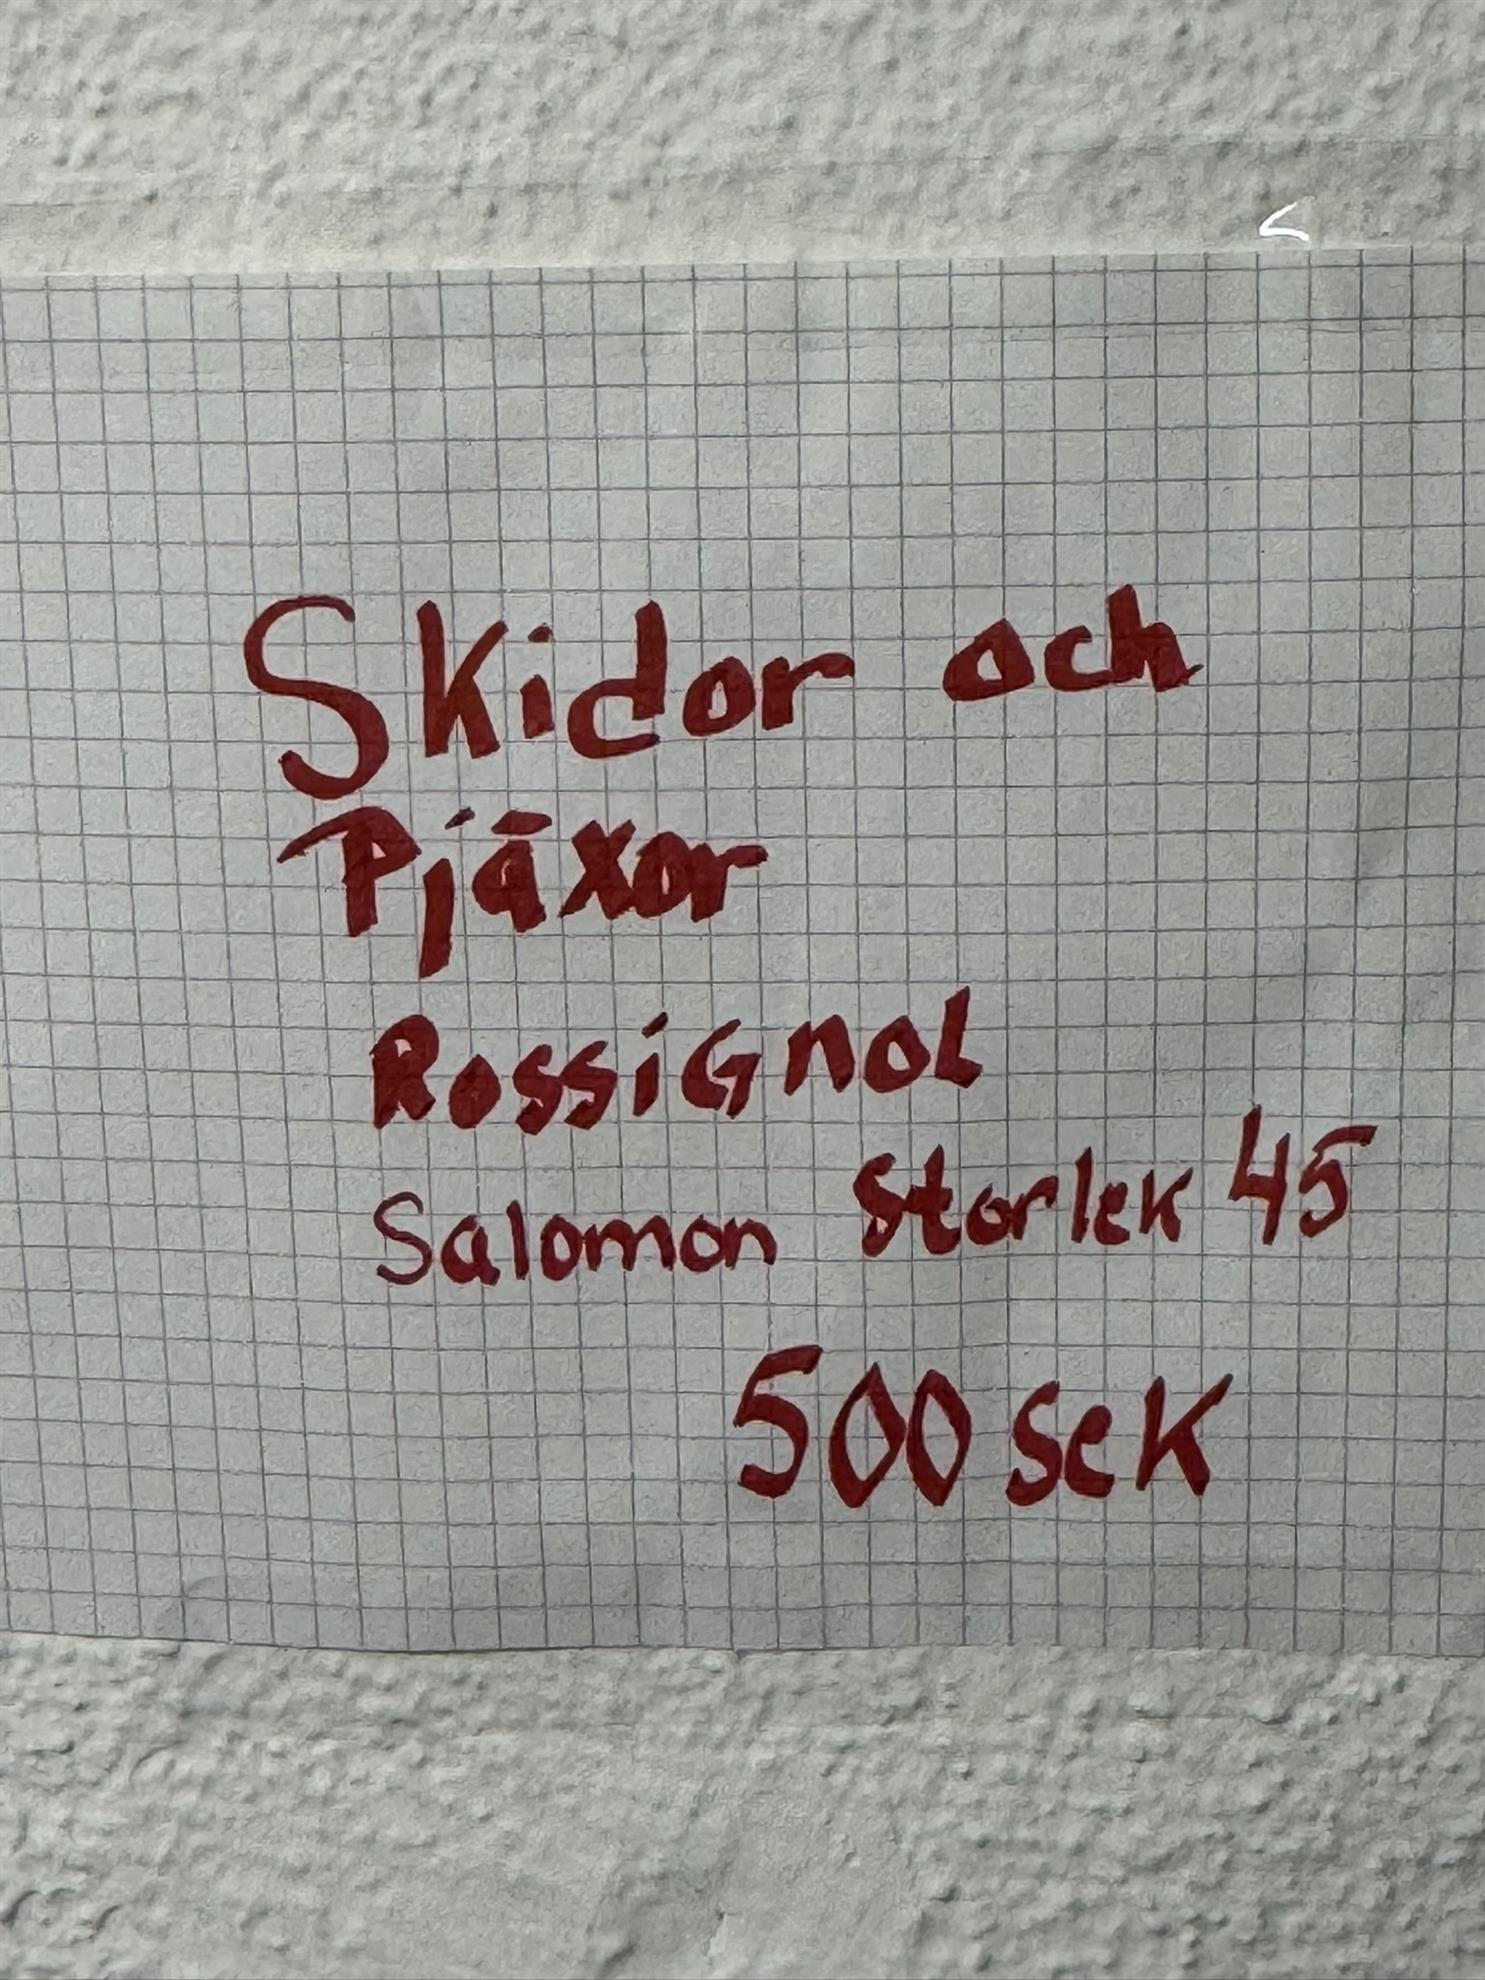 Skidor och
Pjäxor
Rossignol
Salomon Storlek 45
500 SEK